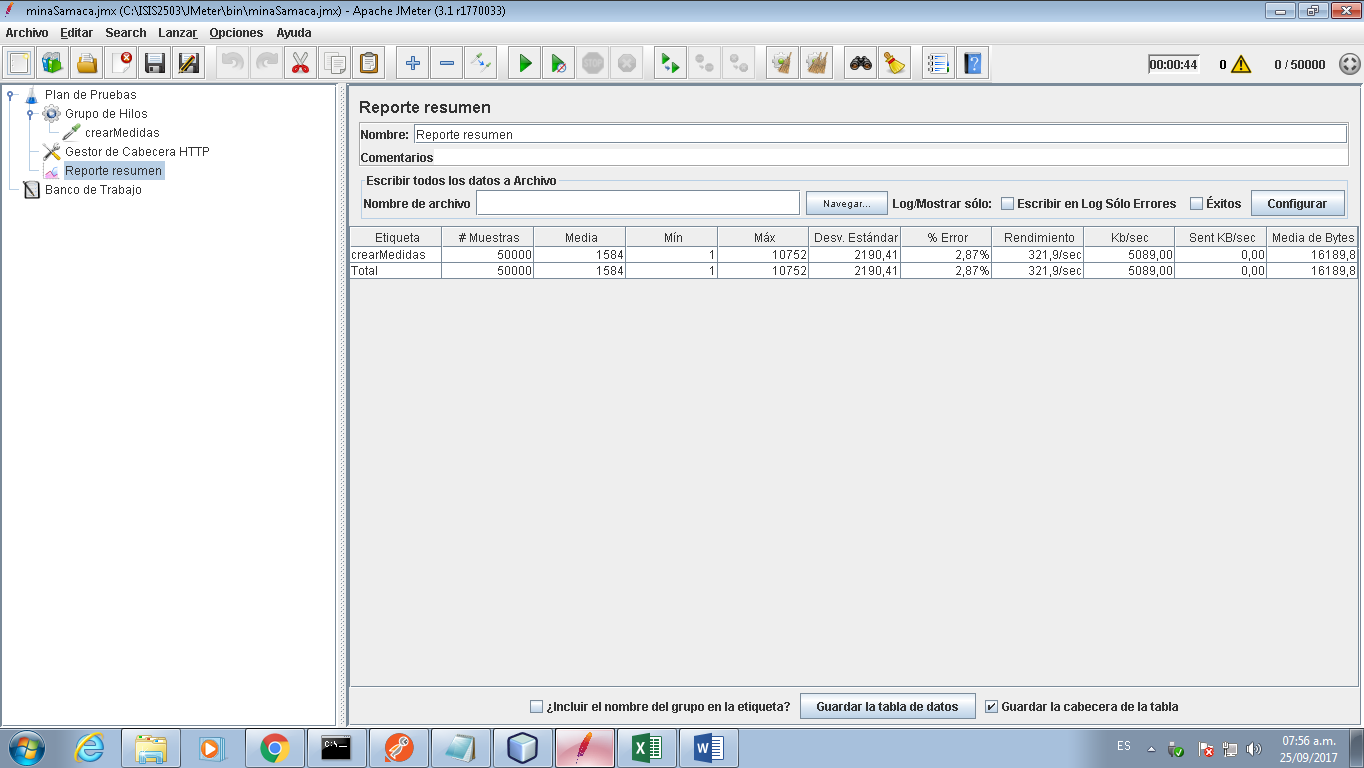 minaSamaca.jmx (C:\ISIS2503\JMeter\bin\minaSamaca.jmx) - Apache JMeter (3.1 r1770033)
Archivo Editar Search Lanzar Opciones Ayuda
00:00:44 0 0 / 50000
Plan de Pruebas
Grupo de Hilos
crearMedidas
Gestor de Cabecera HTTP
Reporte resumen
Banco de Trabajo
Reporte resumen
Nombre: Reporte resumen
Comentarios
Escribir todos los datos a Archivo
Nombre de archivo Navegar... Log/Mostrar sólo: Escribir en Log Sólo Errores Éxitos Configurar
Etiqueta # Muestras Media Mín Máx Desv. Estándar % Error Rendimiento Kb/sec Sent KB/sec Media de Bytes
crearMedidas 50000 1584 1 10752 2190,41 2,87% 321,9/sec 5089,00 0,00 16189,8
Total 50000 1584 1 10752 2190,41 2,87% 321,9/sec 5089,00 0,00 16189,8
¿Incluir el nombre del grupo en la etiqueta? Guardar la tabla de datos Guardar la cabecera de la tabla
C:\. ES 07:56 a.m.
25/09/2017